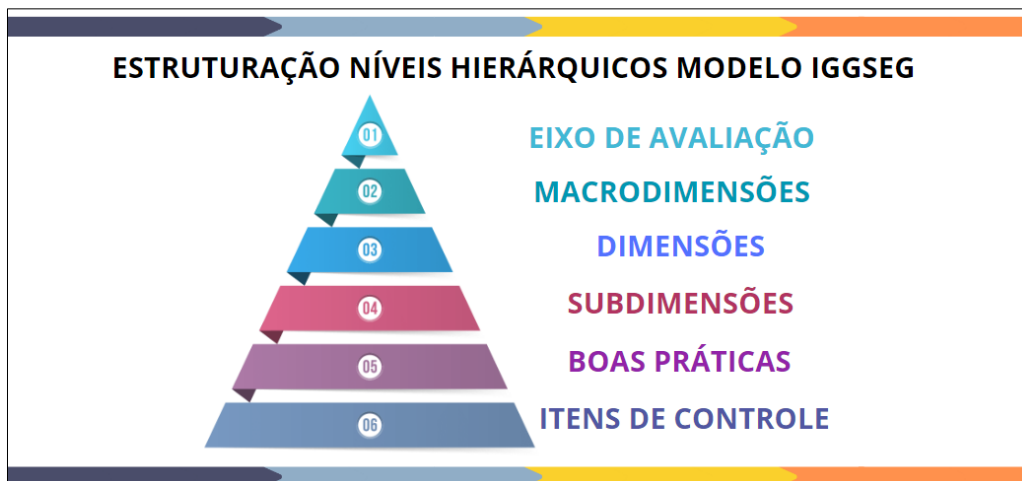 ESTRUTURAÇÃO NÍVEIS HIERÁRQUICOS MODELO IGGSEG
01
EIXO DE AVALIAÇÃO
02
MACRODIMENSÕES
03
DIMENSÕES
04
SUBDIMENSÕES
05
BOAS PRÁTICAS
06
ITENS DE CONTROLE